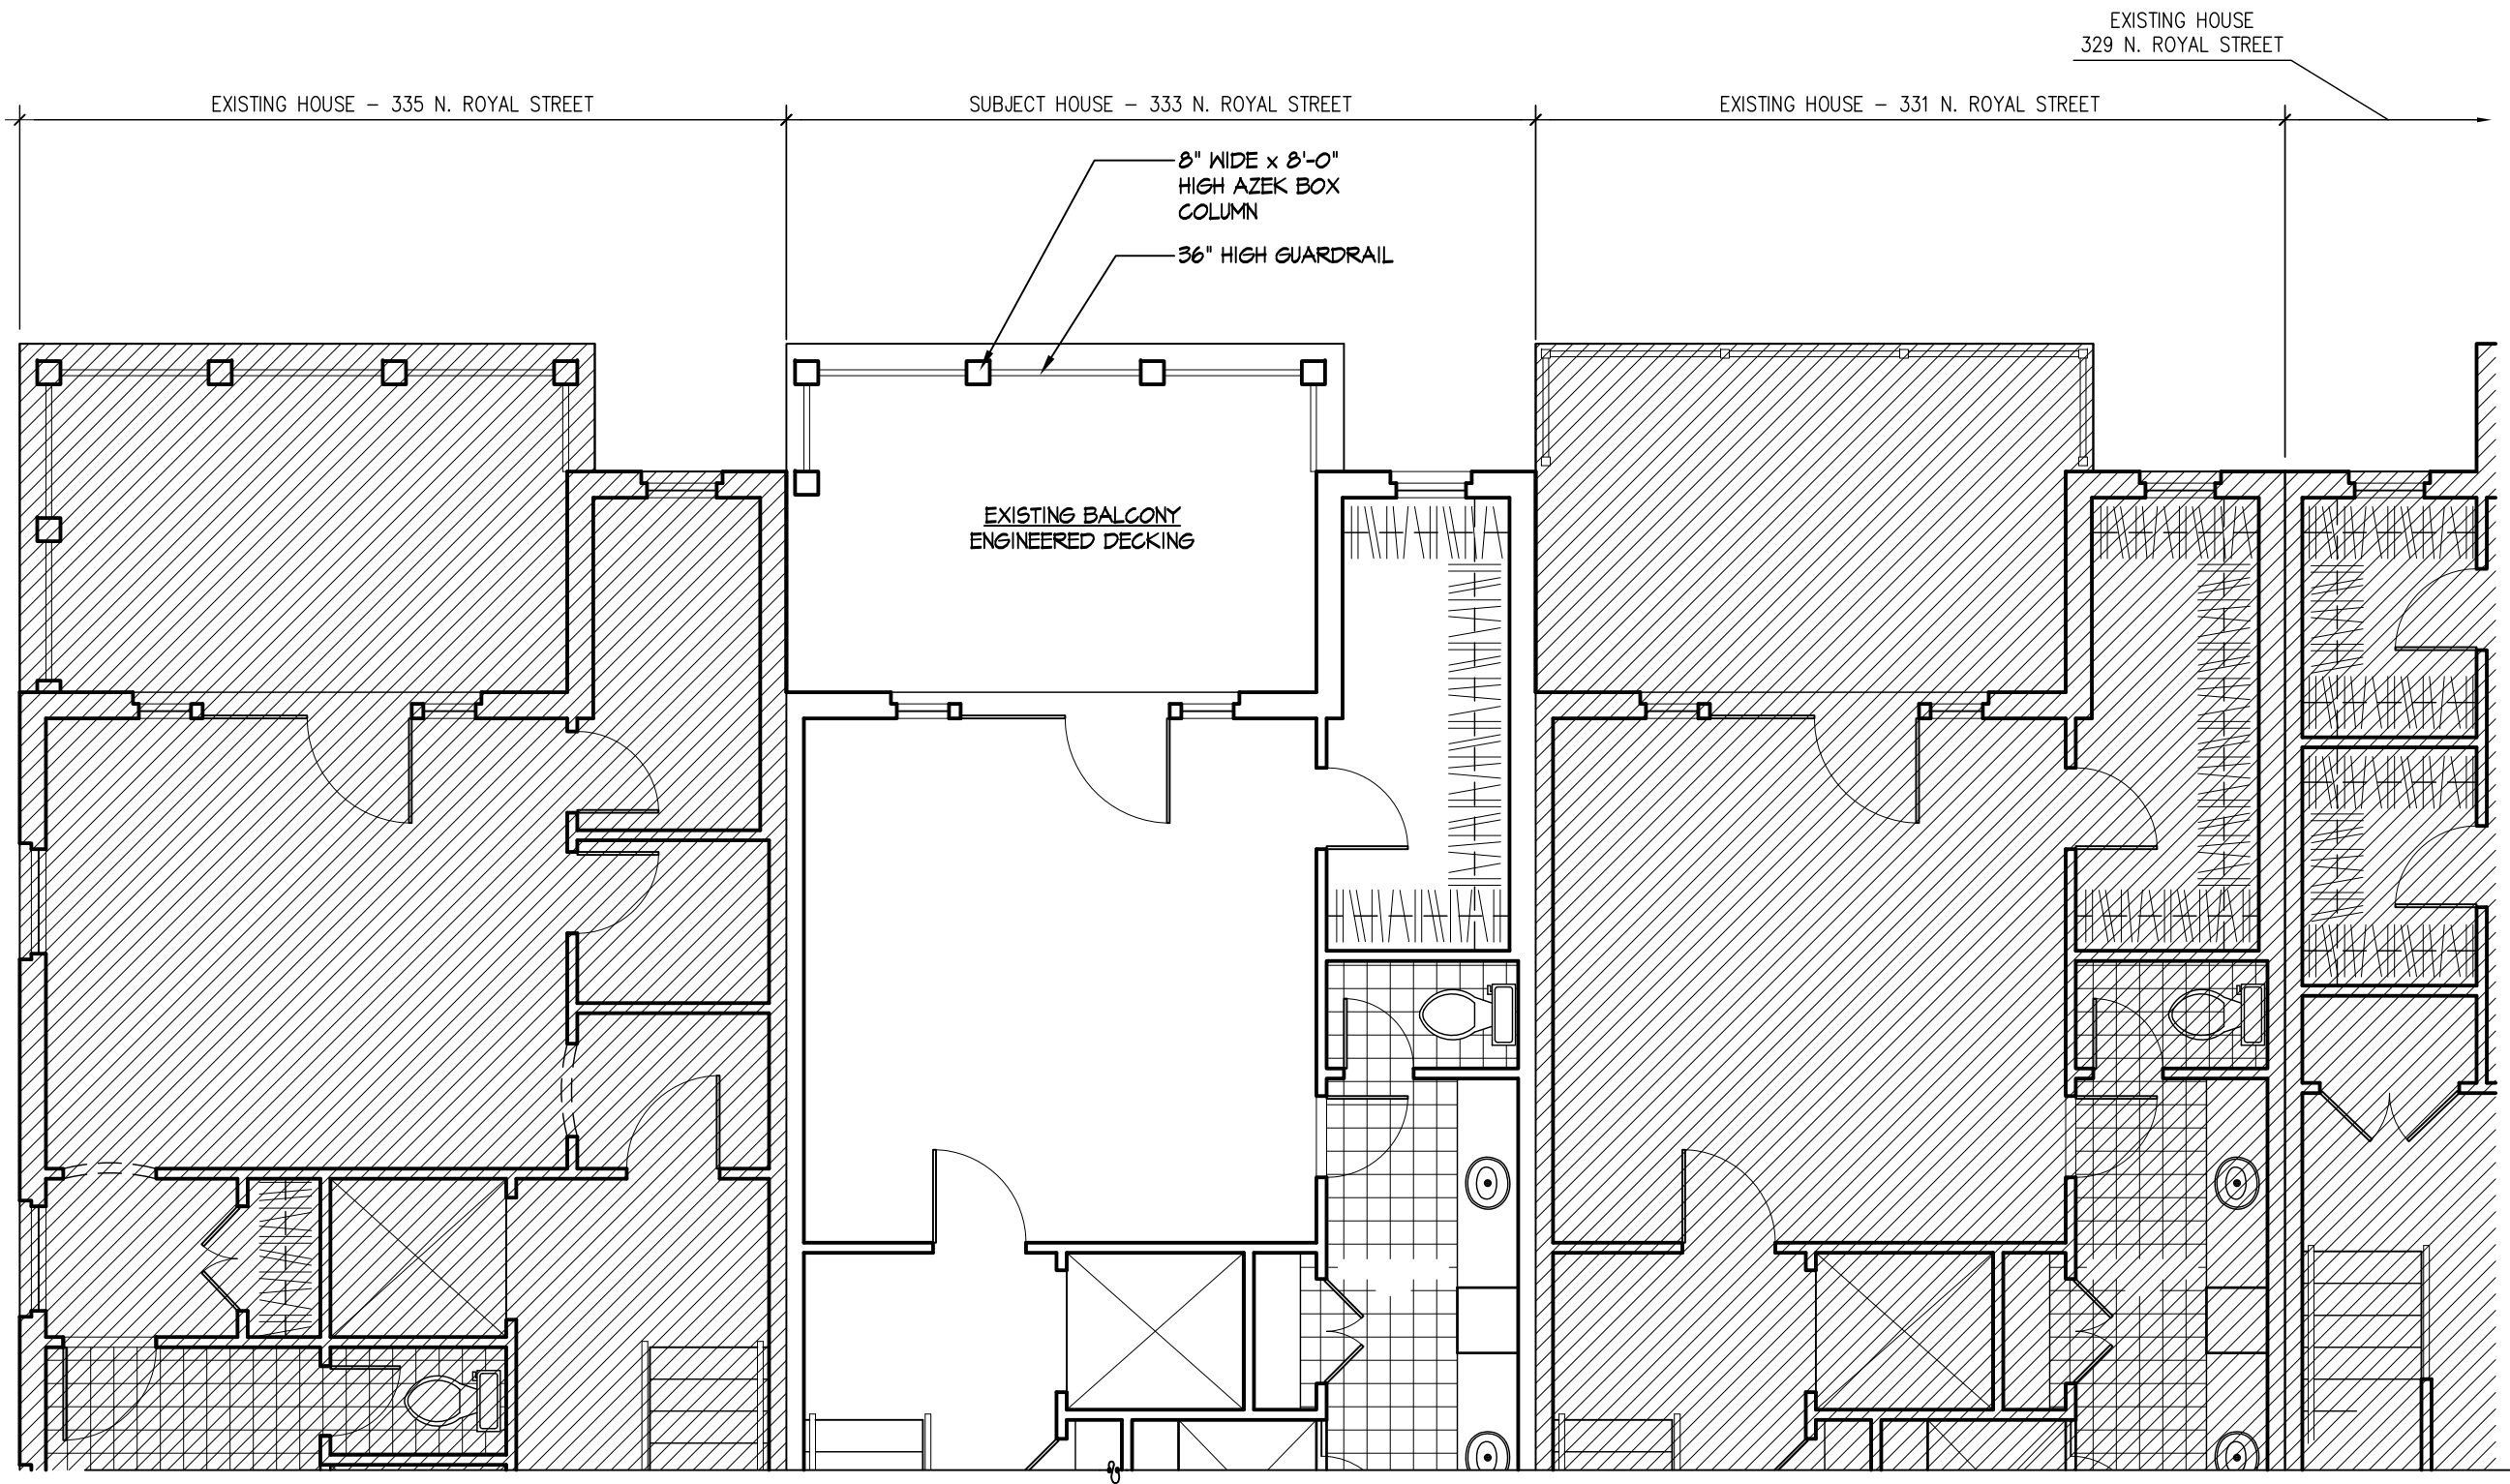 EXISTING HOUSE
329 N. ROYAL STREET
EXISTING HOUSE – 335 N. ROYAL STREET
SUBJECT HOUSE – 333 N. ROYAL STREET
EXISTING HOUSE – 331 N. ROYAL STREET
8" WIDE x 8'-0"
HIGH AZEK BOX
COLUMN
36" HIGH GUARDRAIL
EXISTING BALCONY
ENGINEERED DECKING